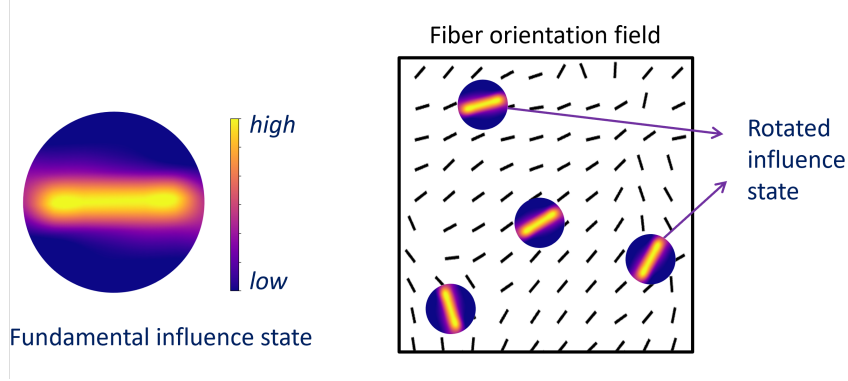 Fiber orientation field
high
low
Fundamental influence state
Rotated
influence
state